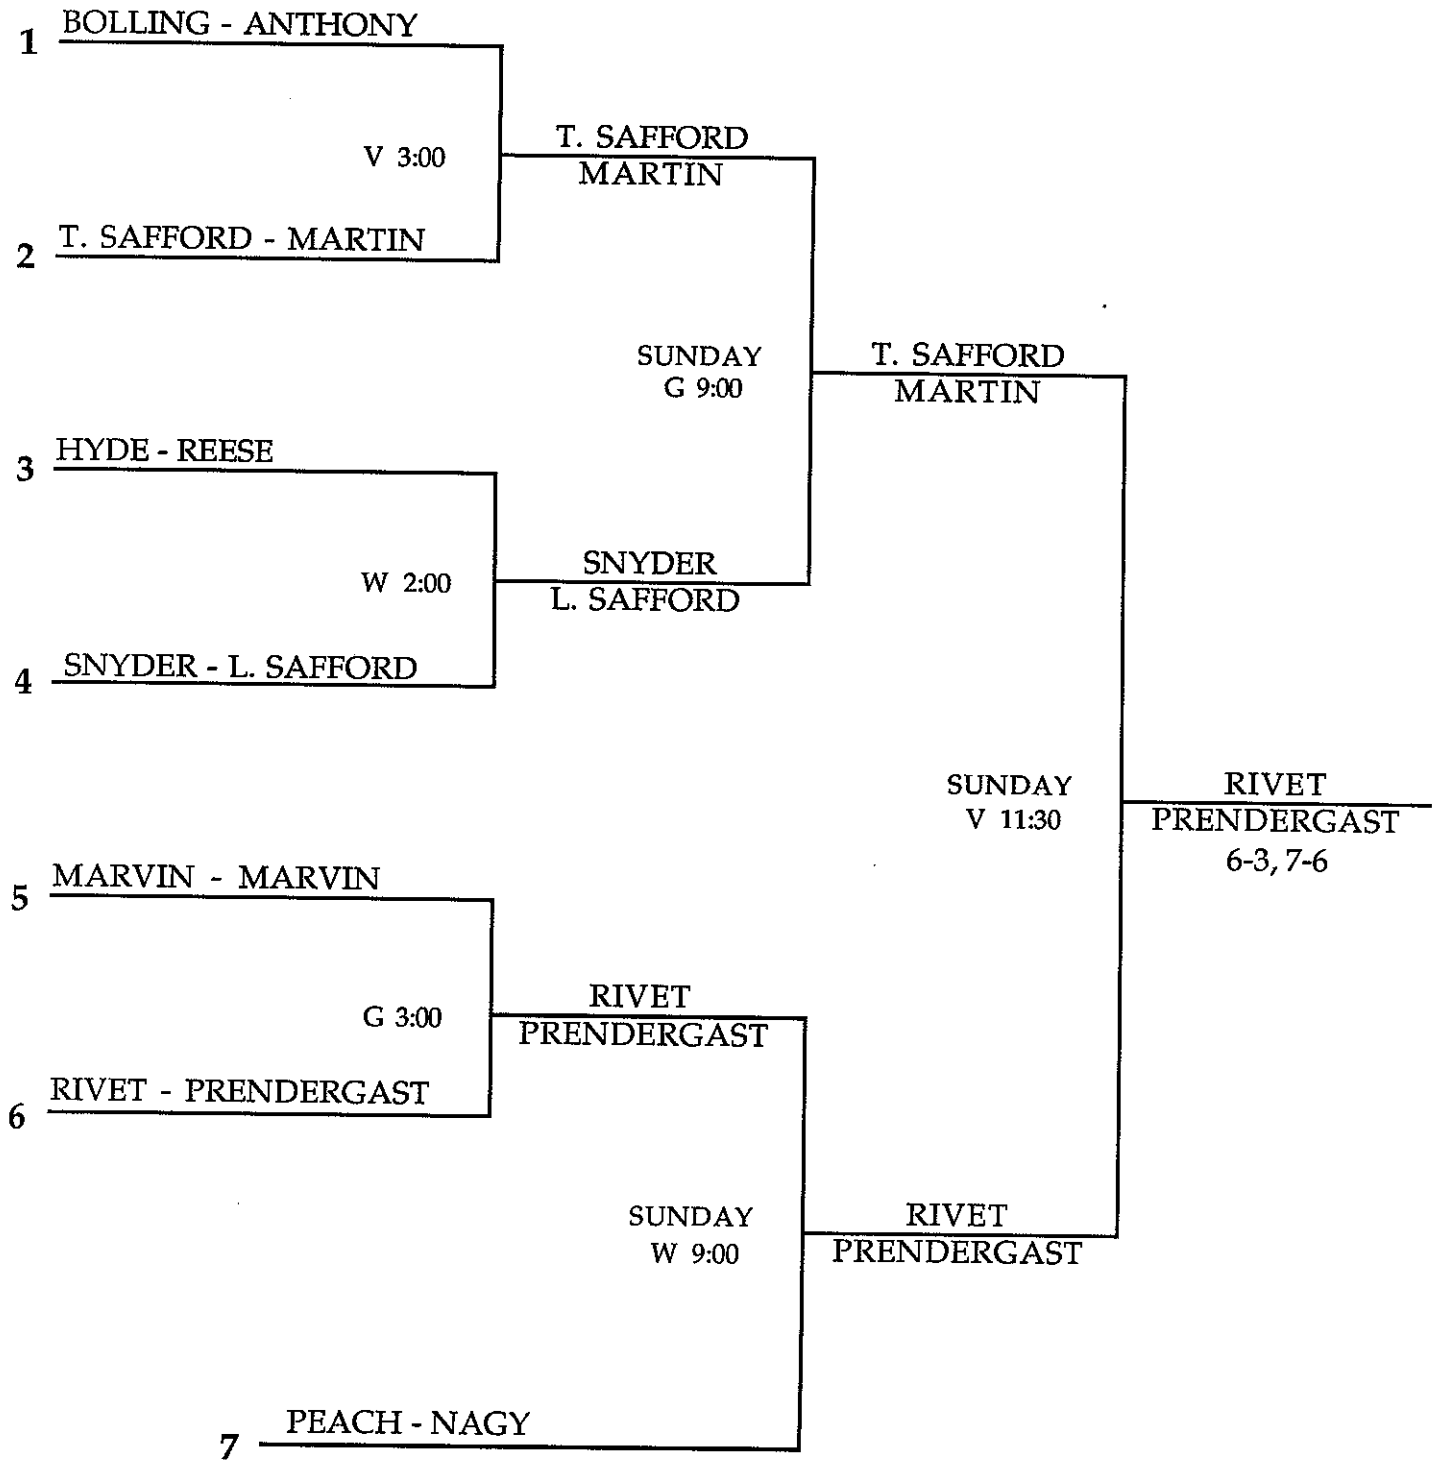 1 BOLLING - ANTHONY
V 3:00
T. SAFFORD
MARTIN
2 T. SAFFORD - MARTIN
SUNDAY
G 9:00
T. SAFFORD
MARTIN
3 HYDE - REESE
W 2:00
SNYDER
L. SAFFORD
4 SNYDER - L. SAFFORD
SUNDAY
V 11:30
RIVET
PRENDERGAST
6-3, 7-6
5 MARVIN - MARVIN
G 3:00
RIVET
PRENDERGAST
6 RIVET - PRENDERGAST
SUNDAY
W 9:00
RIVET
PRENDERGAST
7 PEACH - NAGY